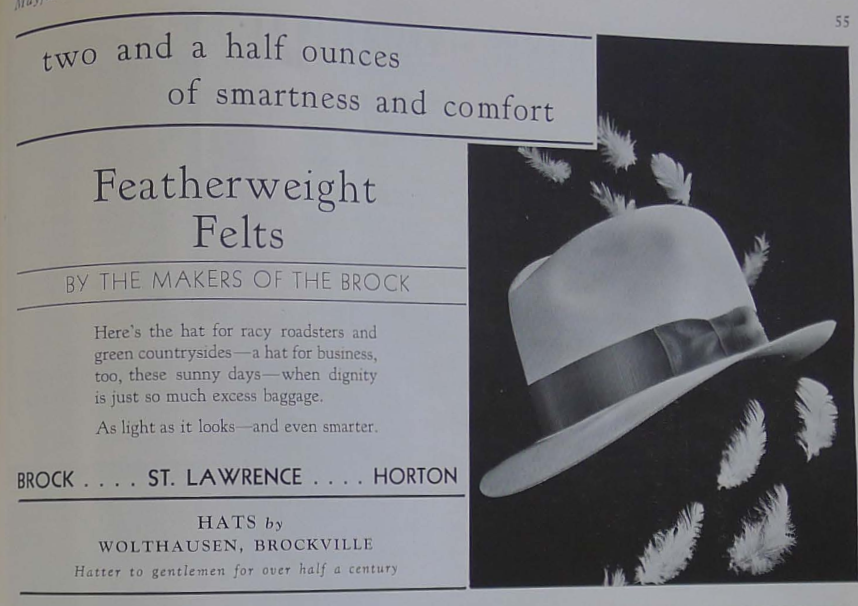 May,
55
two and a half ounces
of smartness and comfort
Featherweight
Felts
BY THE MAKERS OF THE BROCK
Here's the hat for racy roadsters and
green countrysides—a hat for business,
too, these sunny days—when dignity
is just so much excess baggage.
As light as it looks—and even smarter.
BROCK . . . . ST. LAWRENCE . . . . HORTON
HATS by
WOLTHAUSEN, BROCKVILLE
Hatter to gentlemen for over half a century